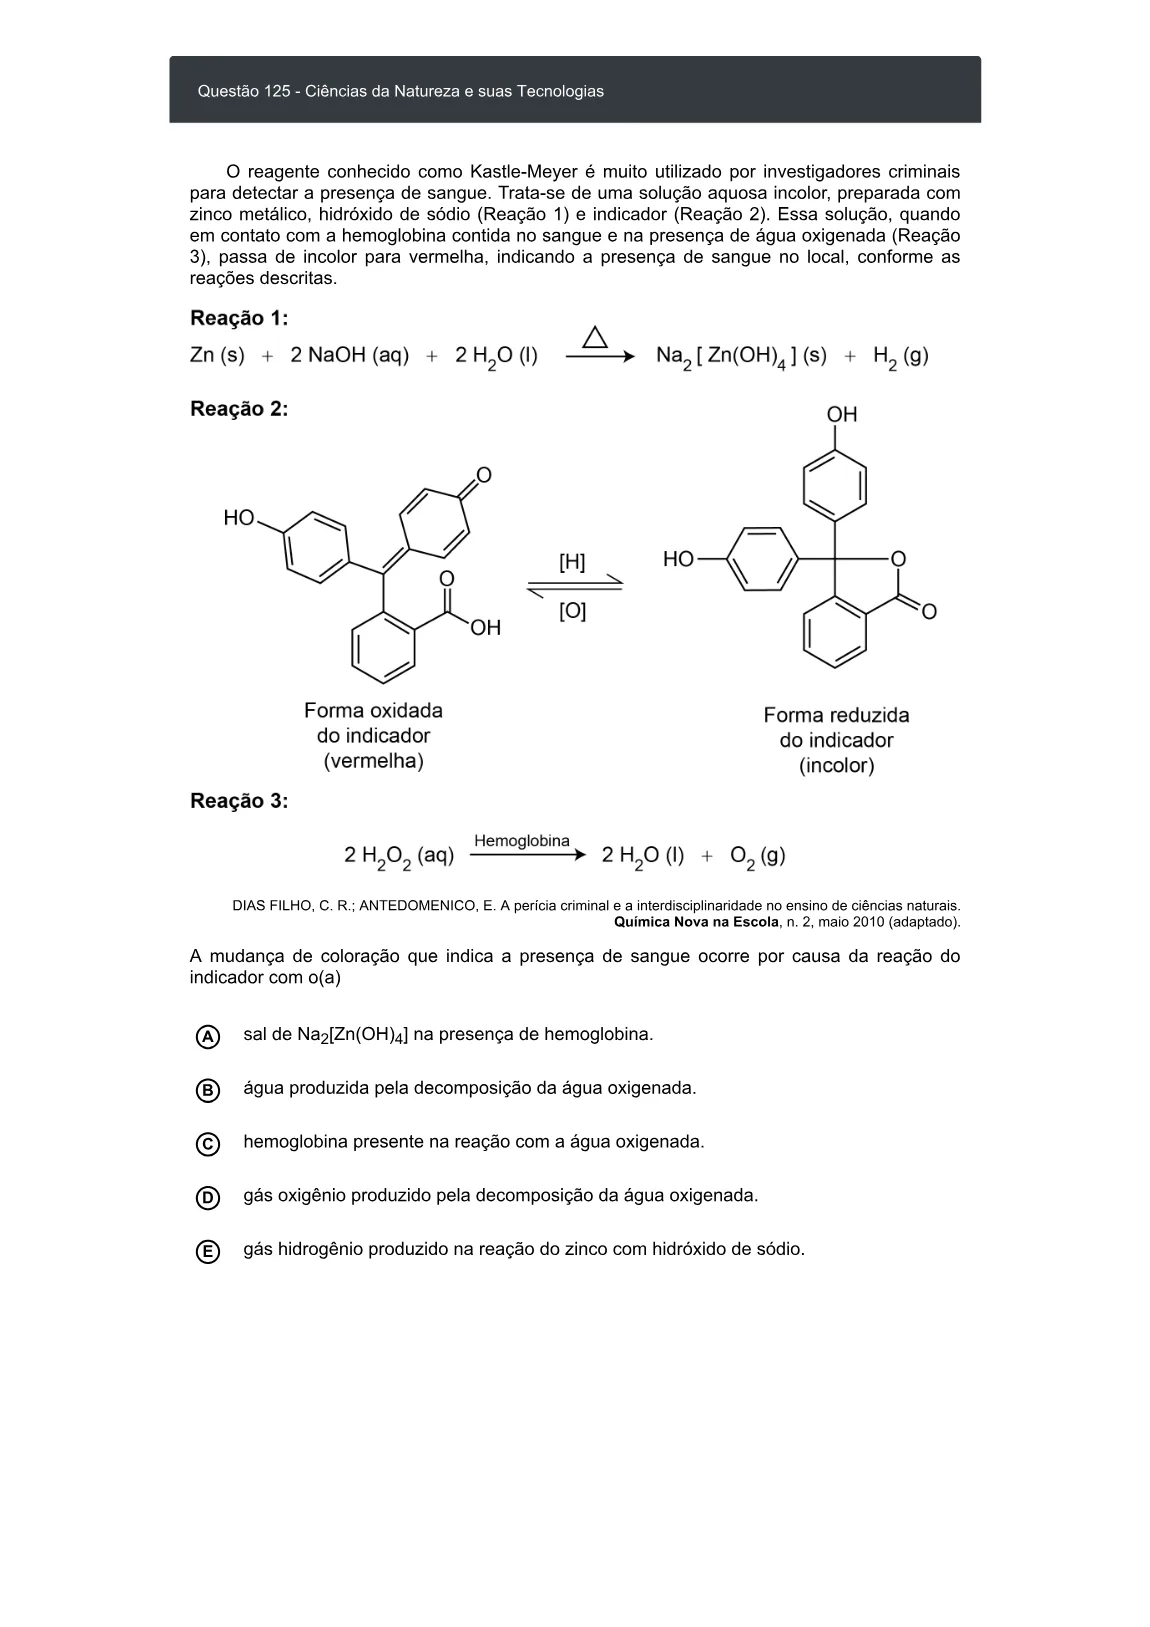 Questão 125 - Ciências da Natureza e suas Tecnologias
O reagente conhecido como Kastle-Meyer é muito utilizado por investigadores criminais
para detectar a presença de sangue. Trata-se de uma solução aquosa incolor, preparada com
zinco metálico, hidróxido de sódio (Reação 1) e indicador (Reação 2). Essa solução, quando
em contato com a hemoglobina contida no sangue e na presença de água oxigenada (Reação
3), passa de incolor para vermelha, indicando a presença de sangue no local, conforme as
reações descritas.
Reação 1:
Zn (s) + 2 NaOH (aq) + 2 H2O (l) △ → Na2 [ Zn(OH)4 ] (s) + H2 (g)
Reação 2:
OH
O
HO
O
OH
[H]
[O]
HO
O
O
Forma oxidada
do indicador
(vermelha)
Forma reduzida
do indicador
(incolor)
Reação 3:
Hemoglobina
2 H2O2 (aq) → 2 H2O (l) + O2 (g)
DIAS FILHO, C. R.; ANTEDOMENICO, E. A perícia criminal e a interdisciplinaridade no ensino de ciências naturais.
Química Nova na Escola, n. 2, maio 2010 (adaptado).
A mudança de coloração que indica a presença de sangue ocorre por causa da reação do
indicador com o(a)
A sal de Na2[Zn(OH)4] na presença de hemoglobina.
B água produzida pela decomposição da água oxigenada.
C hemoglobina presente na reação com a água oxigenada.
D gás oxigênio produzido pela decomposição da água oxigenada.
E gás hidrogênio produzido na reação do zinco com hidróxido de sódio.